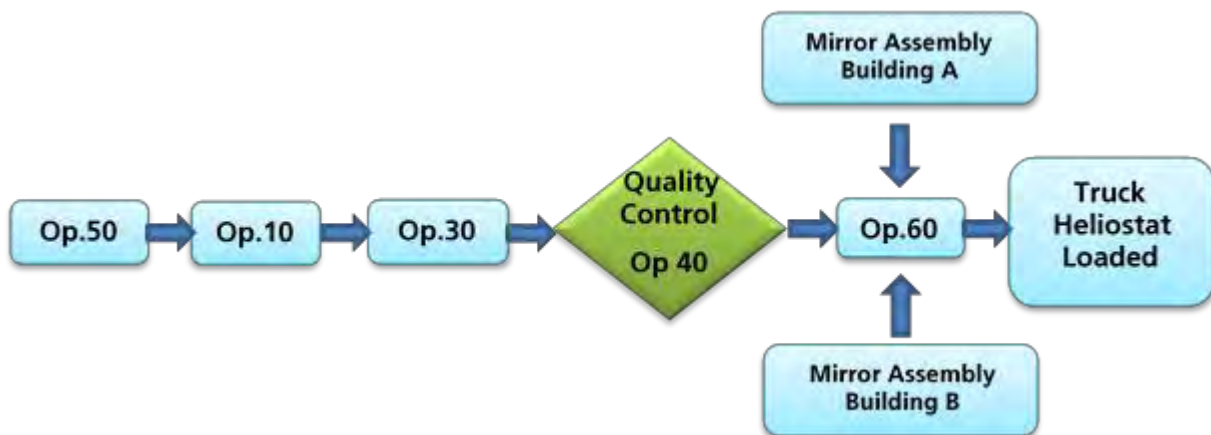 Mirror Assembly
Building A
Op.50
Op.10
Op.30
Quality
Control
Op 40
Op.60
Truck
Heliostat
Loaded
Mirror Assembly
Building B